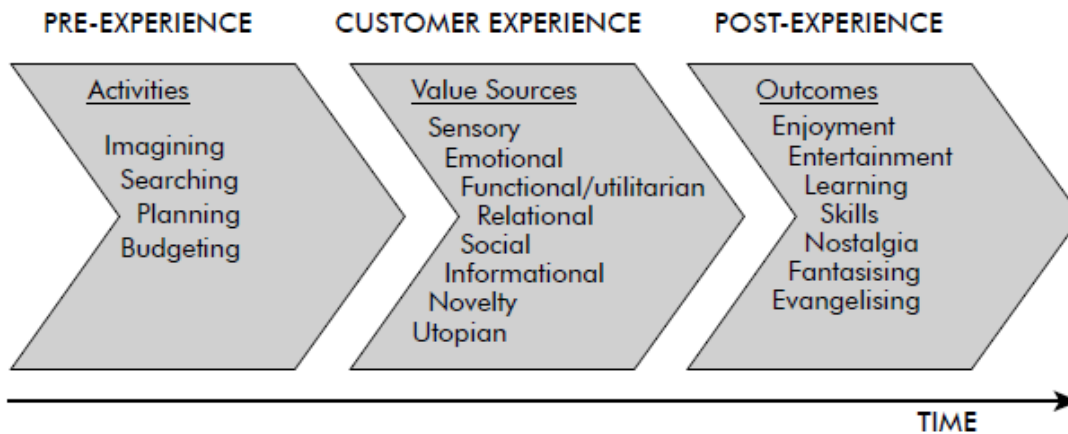 PRE-EXPERIENCE
Activities
Imagining
Searching
Planning
Budgeting
CUSTOMER EXPERIENCE
Value Sources
Sensory
Emotional
Functional/utilitarian
Relational
Social
Informational
Novelty
Utopian
POST-EXPERIENCE
Outcomes
Enjoyment
Entertainment
Learning
Skills
Nostalgia
Fantasising
Evangelising
TIME